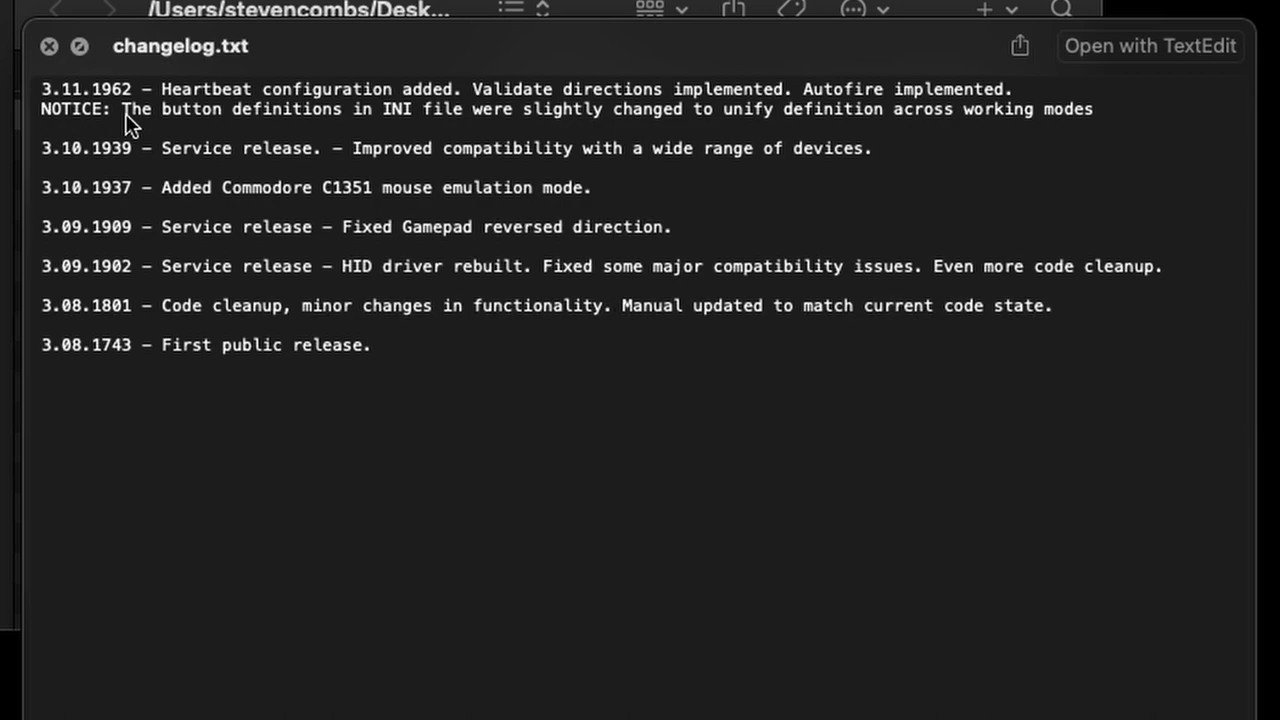 /Users/stevencombs/Desk...
changelog.txt
Open with TextEdit
3.11.1962 – Heartbeat configuration added. Validate directions implemented. Autofire implemented.
NOTICE: The button definitions in INI file were slightly changed to unify definition across working modes
3.10.1939 – Service release. – Improved compatibility with a wide range of devices.
3.10.1937 – Added Commodore C1351 mouse emulation mode.
3.09.1909 – Service release – Fixed Gamepad reversed direction.
3.09.1902 – Service release – HID driver rebuilt. Fixed some major compatibility issues. Even more code cleanup.
3.08.1801 – Code cleanup, minor changes in functionality. Manual updated to match current code state.
3.08.1743 – First public release.